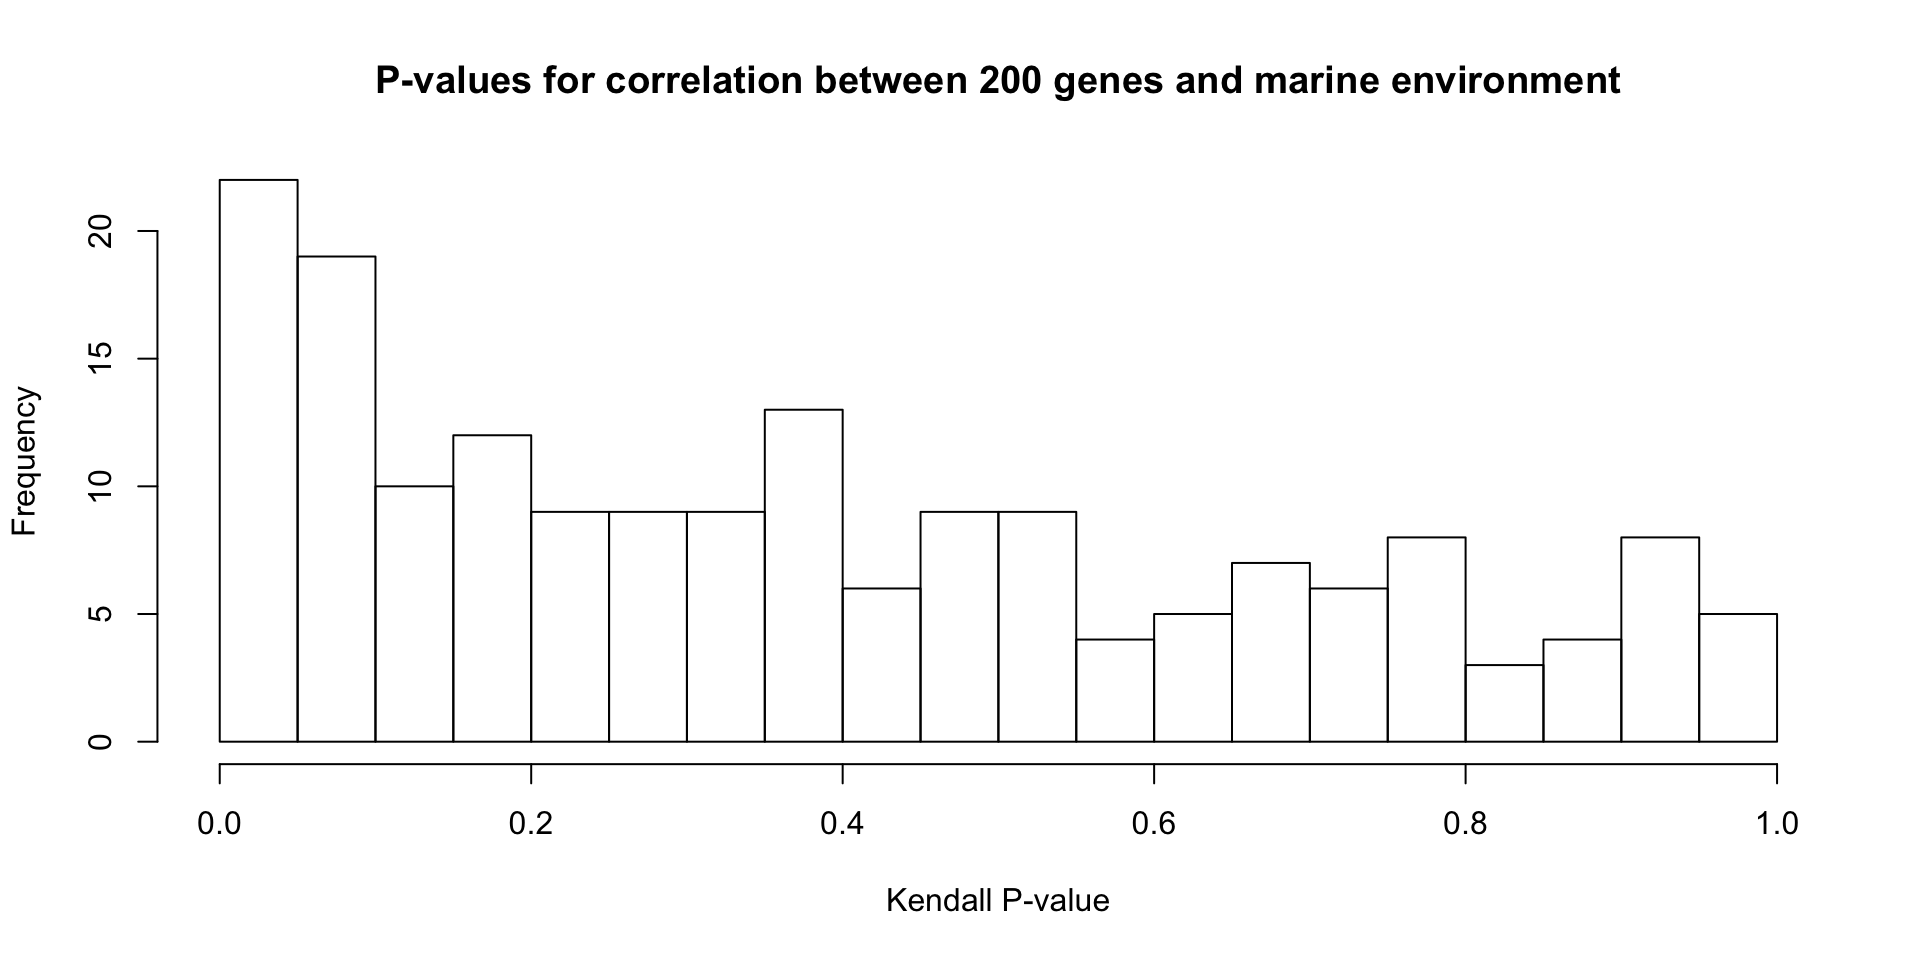 P-values for correlation between 200 genes and marine environment
Frequency
20
15
10
5
0
0.0 0.2 0.4 0.6 0.8 1.0
Kendall P-value